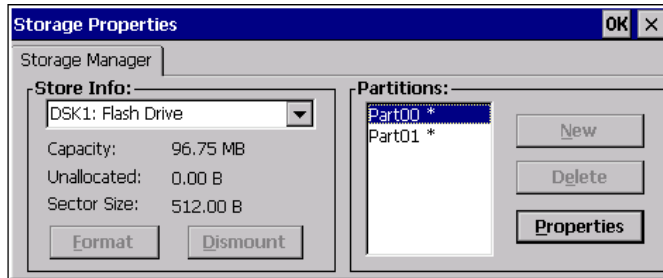 Storage Properties OK ×
Storage Manager
Store Info:
DSK1: Flash Drive
Capacity: 96.75 MB
Unallocated: 0.00 B
Sector Size: 512.00 B
Format Dismount
Partitions:
Part00 *
Part01 *
New
Delete
Properties